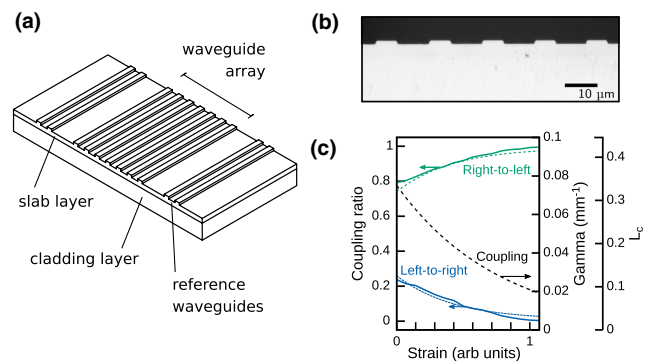 (a)
waveguide
array
slab layer
cladding layer
reference
waveguides
(b)
10 μm
(c)
Coupling ratio
1
0.8
0.6
0.4
0.2
0
Right-to-left
Coupling
Left-to-right
0
1
Strain (arb units)
0.1
0.08
0.06
0.04
0.02
0
Gamma (mm⁻¹)
0.4
0.3
0.2
0.1
0
L_c